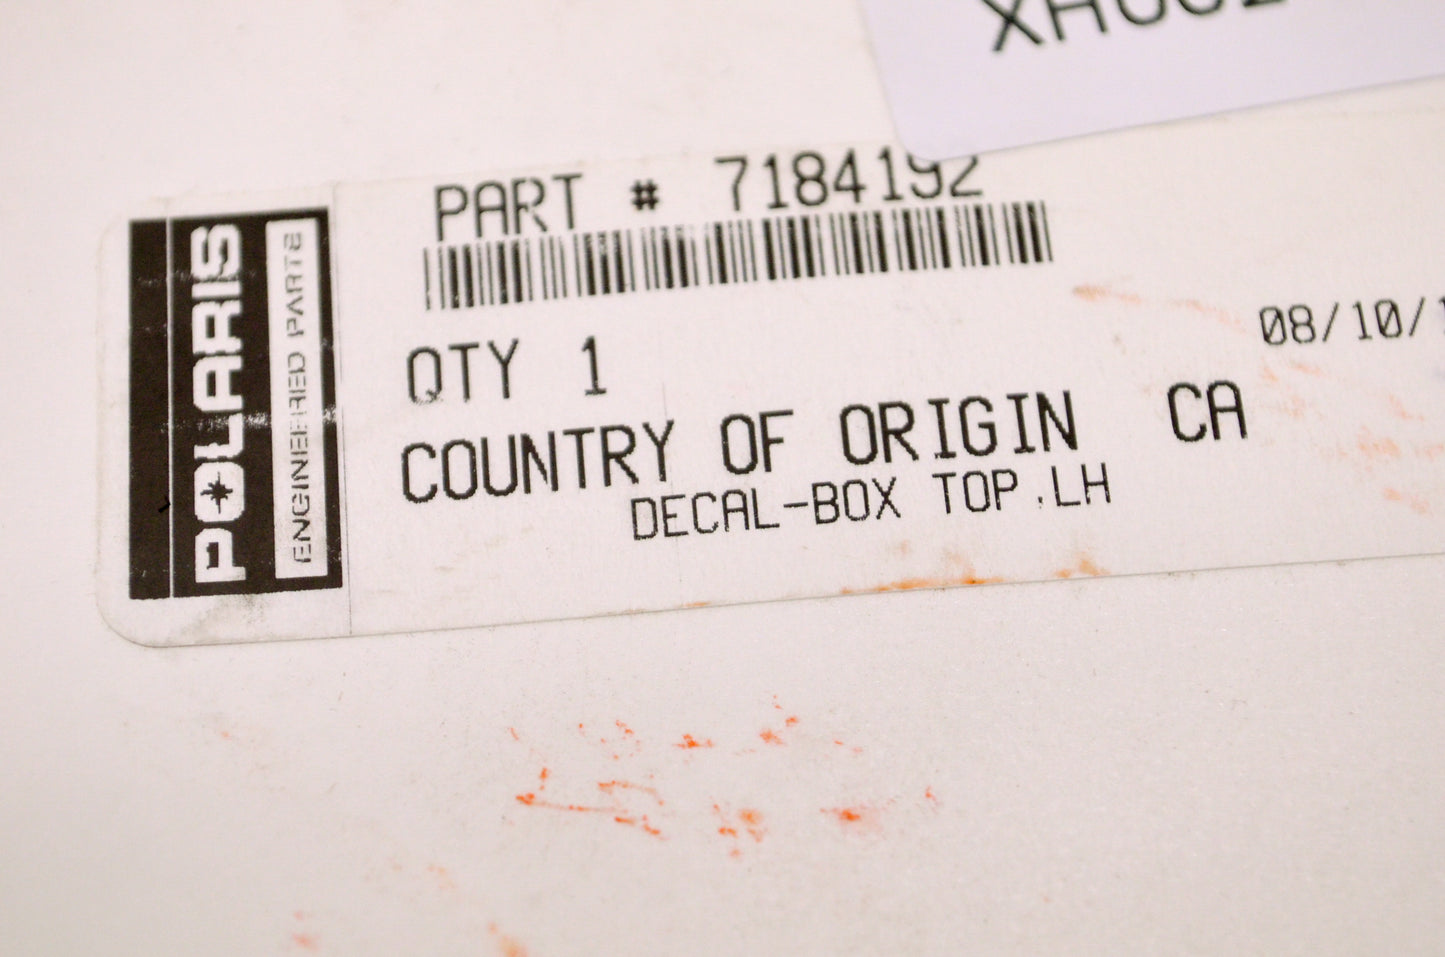 PART # 7184192
QTY 1
08/10/
COUNTRY OF ORIGIN CA
DECAL-BOX TOP,LH
POLARIS
ENGINEERED PARTS